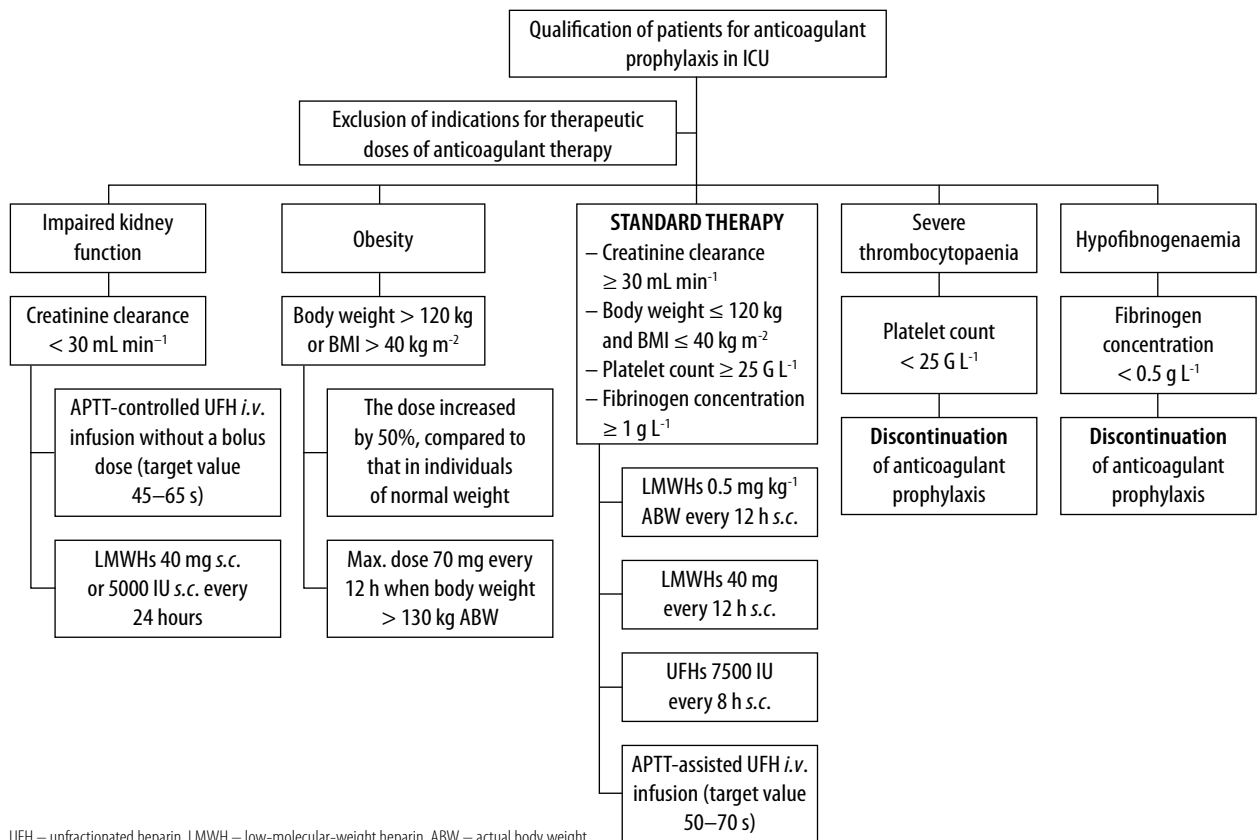 Qualification of patients for anticoagulant
prophylaxis in ICU
Exclusion of indications for therapeutic
doses of anticoagulant therapy
Impaired kidney
function
Creatinine clearance
< 30 mL min⁻¹
APTT-controlled UFH i.v.
infusion without a bolus
dose (target value
45–65 s)
LMWHs 40 mg s.c.
or 5000 IU s.c. every
24 hours
Obesity
Body weight > 120 kg
or BMI > 40 kg m⁻²
The dose increased
by 50%, compared to
that in individuals
of normal weight
Max. dose 70 mg every
12 h when body weight
> 130 kg ABW
STANDARD THERAPY
– Creatinine clearance
≥ 30 mL min⁻¹
– Body weight ≤ 120 kg
and BMI ≤ 40 kg m⁻²
– Platelet count ≥ 25 G L⁻¹
– Fibrinogen concentration
≥ 1 g L⁻¹
LMWHs 0.5 mg kg⁻¹
ABW every 12 h s.c.
LMWHs 40 mg
every 12 h s.c.
UFHs 7500 IU
every 8 h s.c.
APTT-assisted UFH i.v.
infusion (target value
50–70 s)
Severe
thrombocytopaenia
Platelet count
< 25 G L⁻¹
Discontinuation
of anticoagulant
prophylaxis
Hypofibnogenaemia
Fibrinogen
concentration
< 0.5 g L⁻¹
Discontinuation
of anticoagulant
prophylaxis
UFH – unfractionated heparin, LMWH – low-molecular-weight heparin, ABW – actual body weight